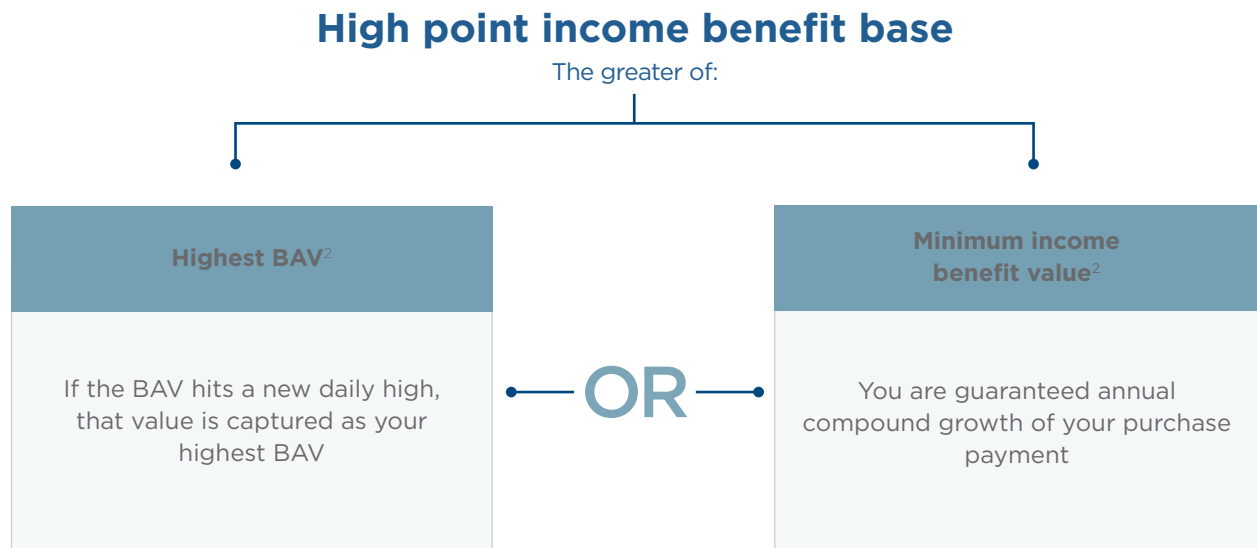 High point income benefit base
The greater of:
Highest BAV²
If the BAV hits a new daily high,
that value is captured as your
highest BAV
OR
Minimum income
benefit value²
You are guaranteed annual
compound growth of your purchase
payment